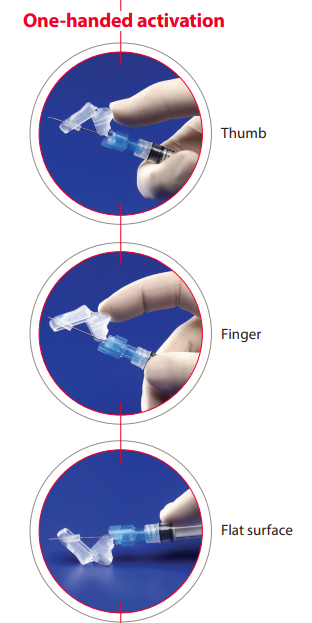 One-handed activation
Thumb
Finger
Flat surface